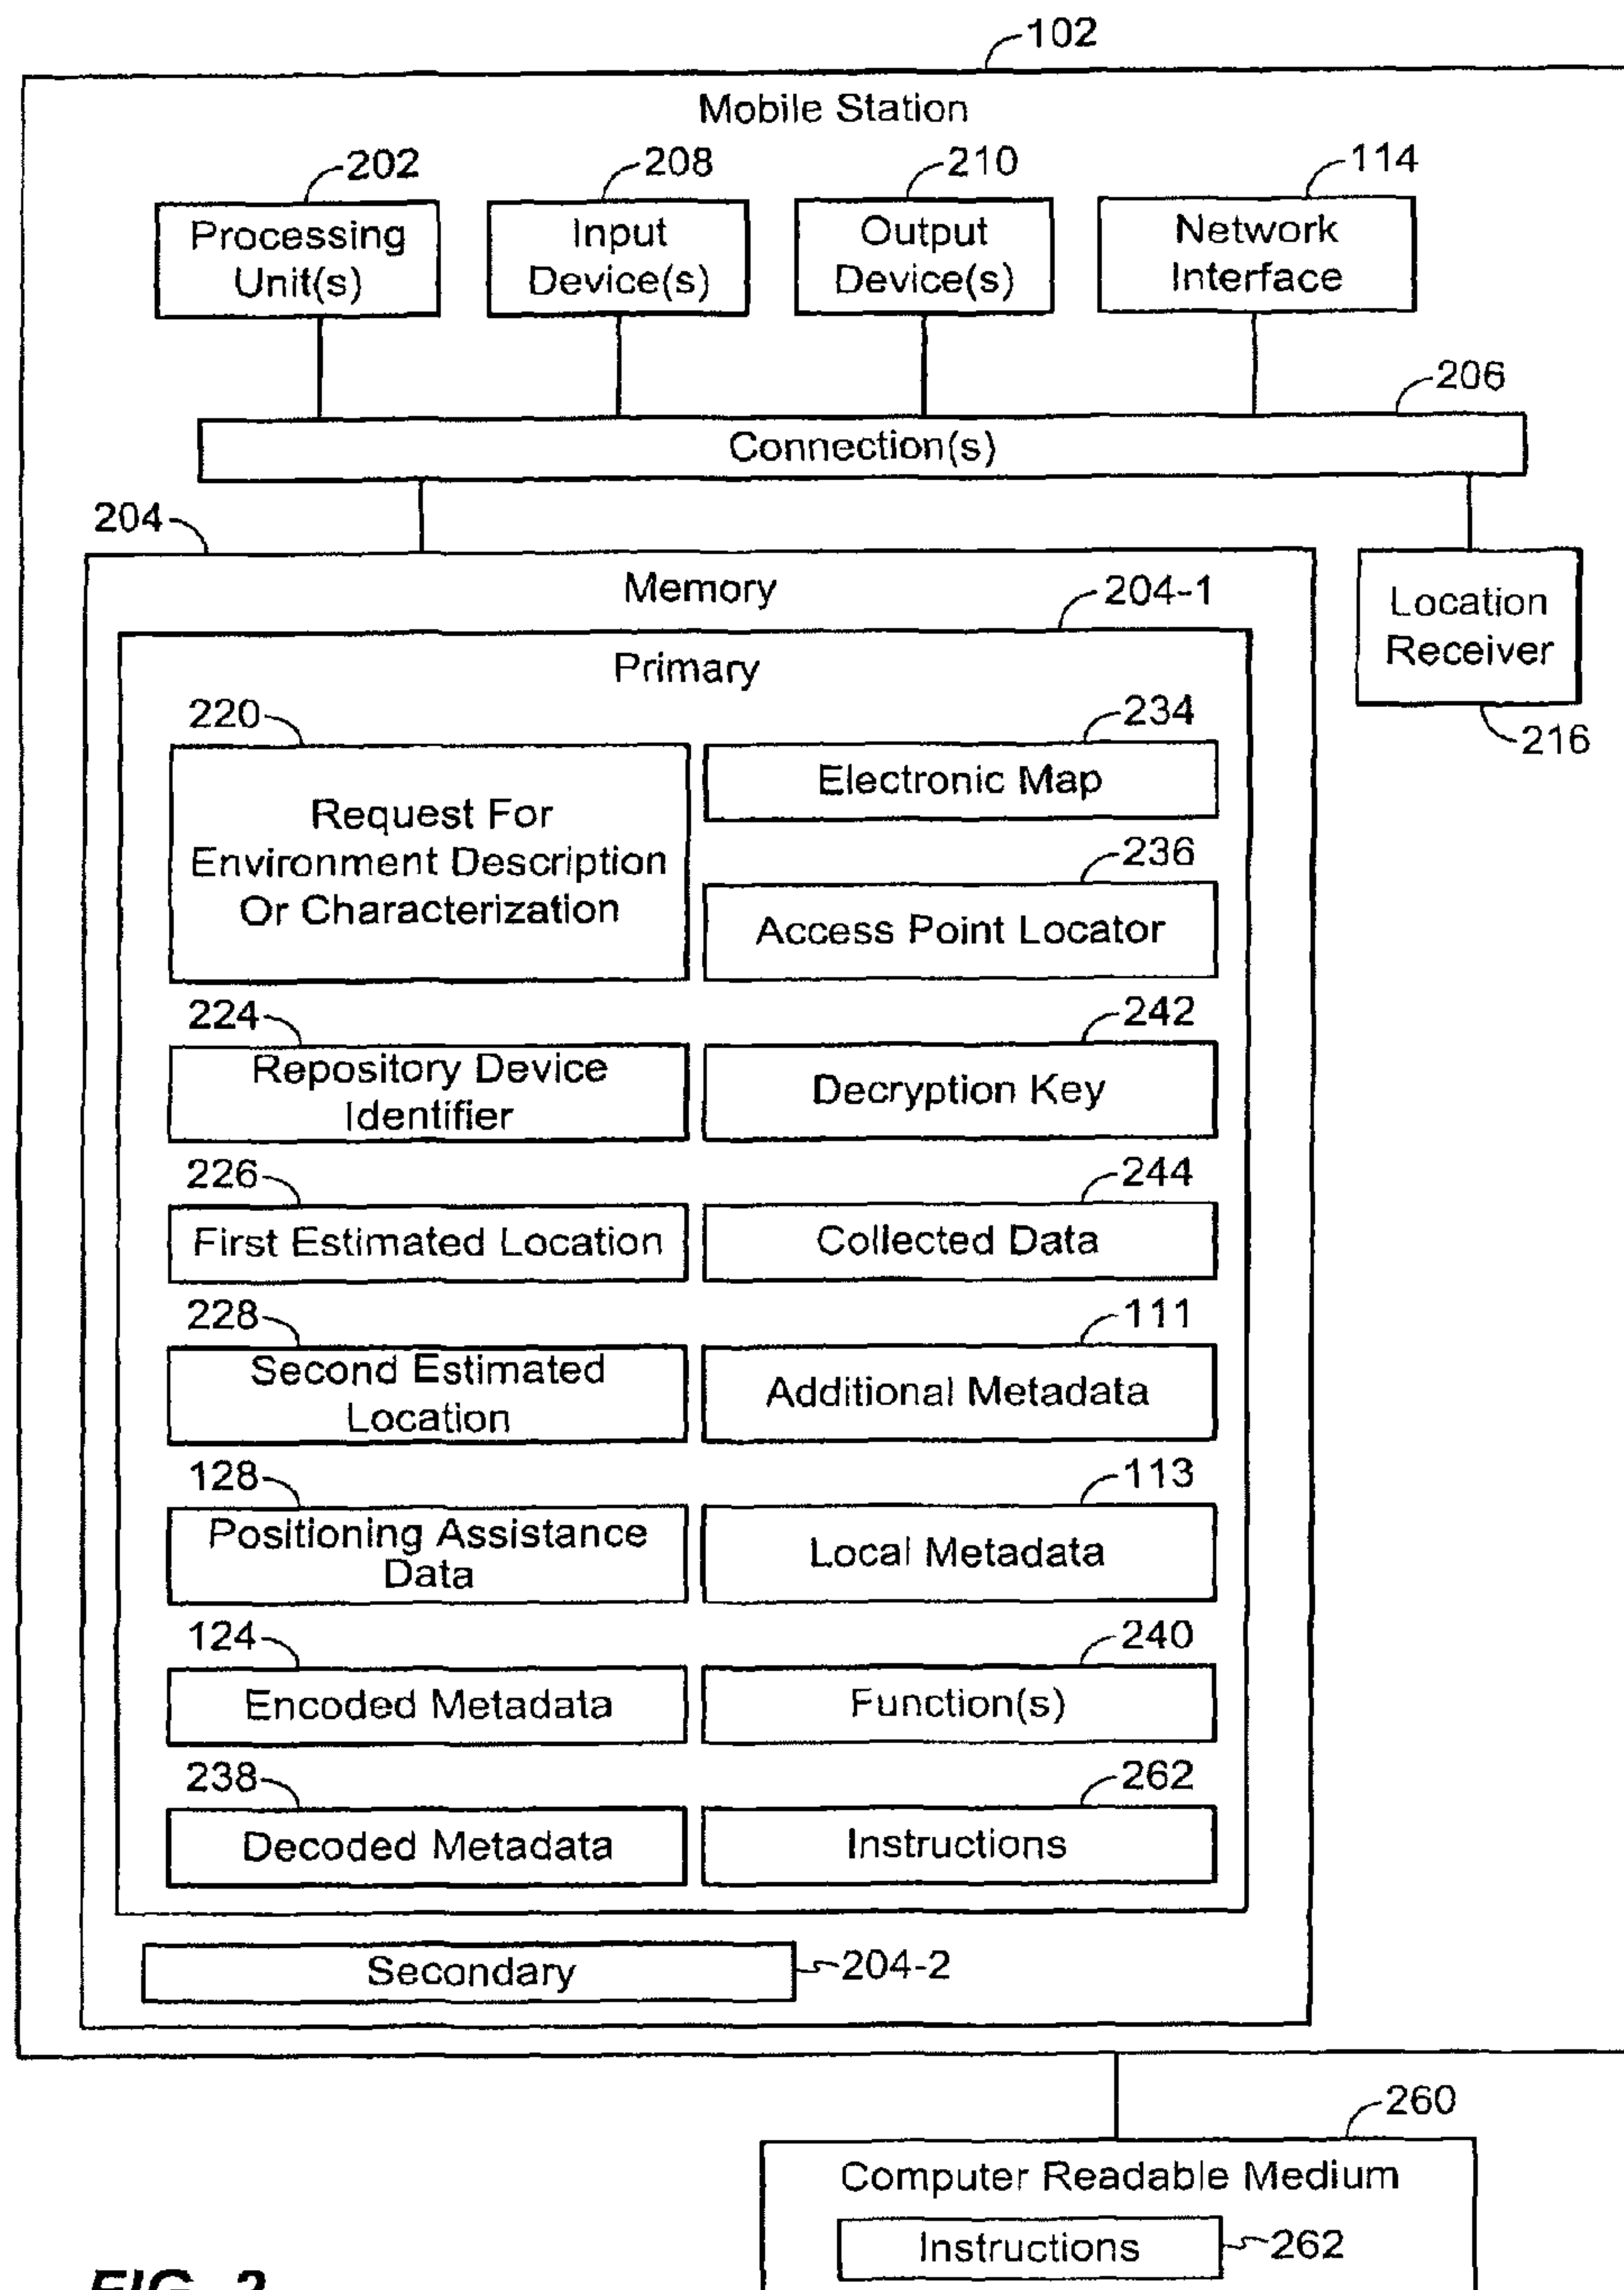 102
Mobile Station
202
208
210
114
Processing
Unit(s)
Input
Device(s)
Output
Device(s)
Network
Interface
206
Connection(s)
204
Memory
204-1
Location
Receiver
216
Primary
220
234
Request For
Environment Description
Or Characterization
Electronic Map
236
Access Point Locator
224
242
Repository Device
Identifier
Decryption Key
226
244
First Estimated Location
Collected Data
228
111
Second Estimated
Location
Additional Metadata
128
113
Positioning Assistance
Data
Local Metadata
124
240
Encoded Metadata
Function(s)
238
262
Decoded Metadata
Instructions
Secondary
204-2
260
Computer Readable Medium
Instructions
262
FIG. 2